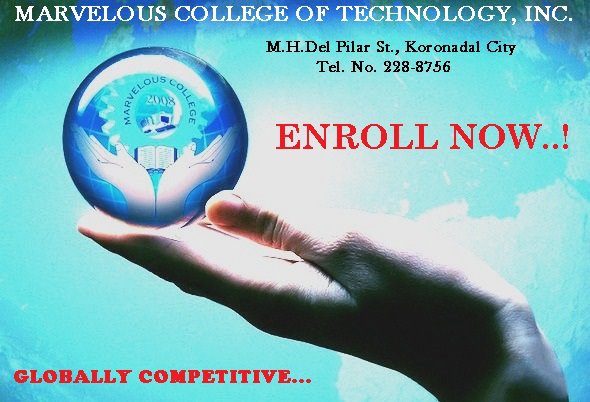 MARVELOUS COLLEGE OF TECHNOLOGY, INC.
M.H.Del Pilar St., Koronadal City
Tel. No. 228-8756
MARVELOUS COLLEGE
2008
ENROLL NOW..!
GLOBALLY COMPETITIVE...